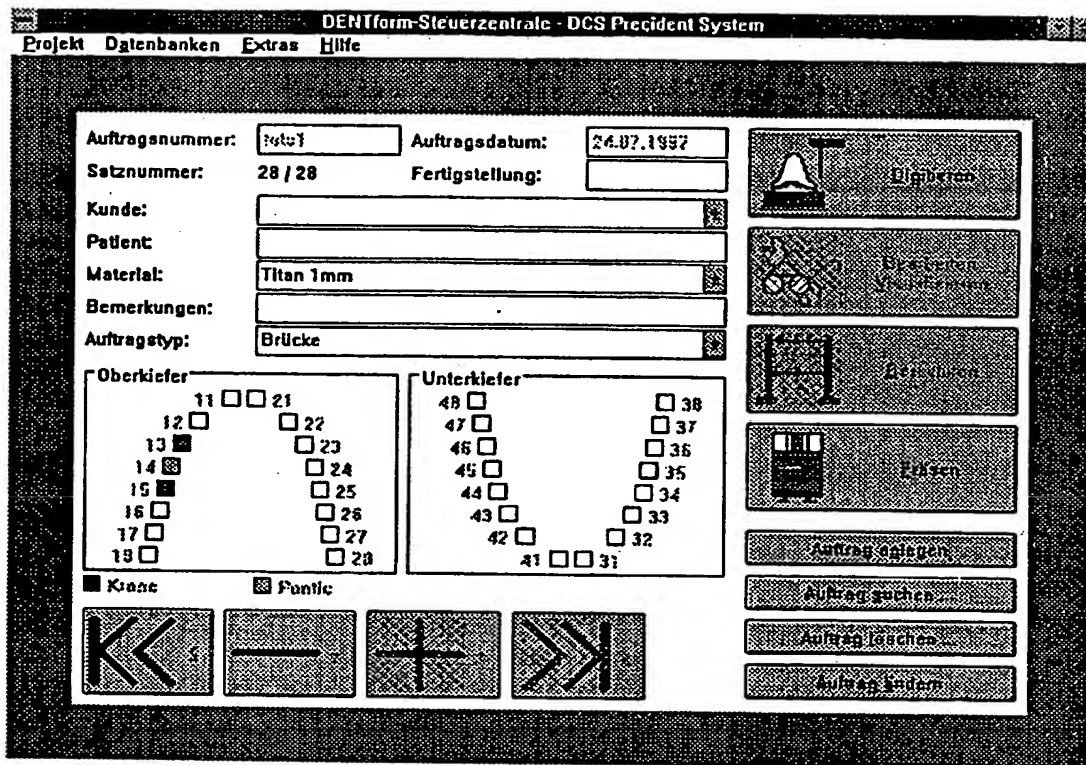 DENTform-Steuerzentrale - DCS Precident System
Projekt Datenbanken Extras Hilfe
Auftragsnummer: Auftragsdatum: 24.07.1997
Satznummer: 28 / 28 Fertigstellung:
Kunde:
Patient:
Material: Titan 1mm
Bemerkungen:
Auftragstyp: Brücke
Digitieren
Berechnen
Fräsen
Oberkiefer Unterkiefer
11 21 48 38
12 22 47 37
13 23 46 36
14 24 45 35
15 25 44 34
16 26 43 33
17 27 42 32
18 28 41 31
Krone Pontic
Auftrag anlegen
Auftrag suchen ...
Auftrag löschen ...
Auftrag ändern